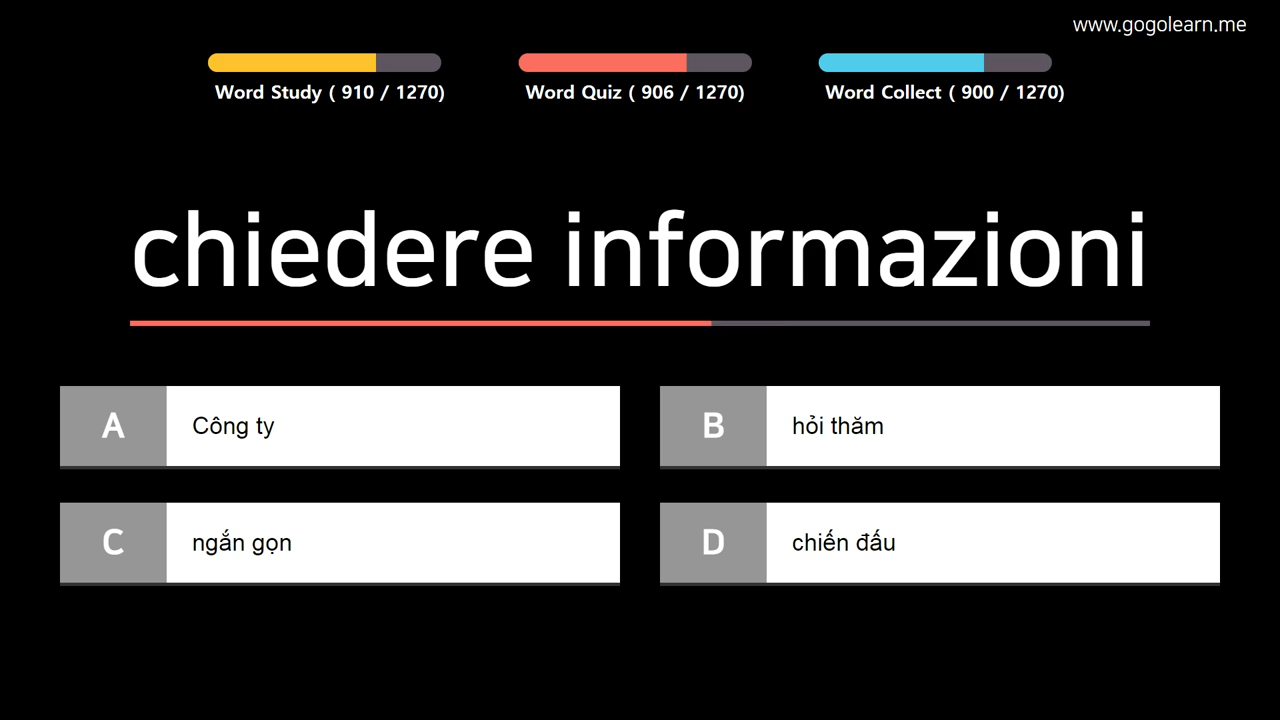 www.gogolearn.me
Word Study ( 910 / 1270)
Word Quiz ( 906 / 1270)
Word Collect ( 900 / 1270)
chiedere informazioni
A
Công ty
B
hỏi thăm
C
ngắn gọn
D
chiến đấu